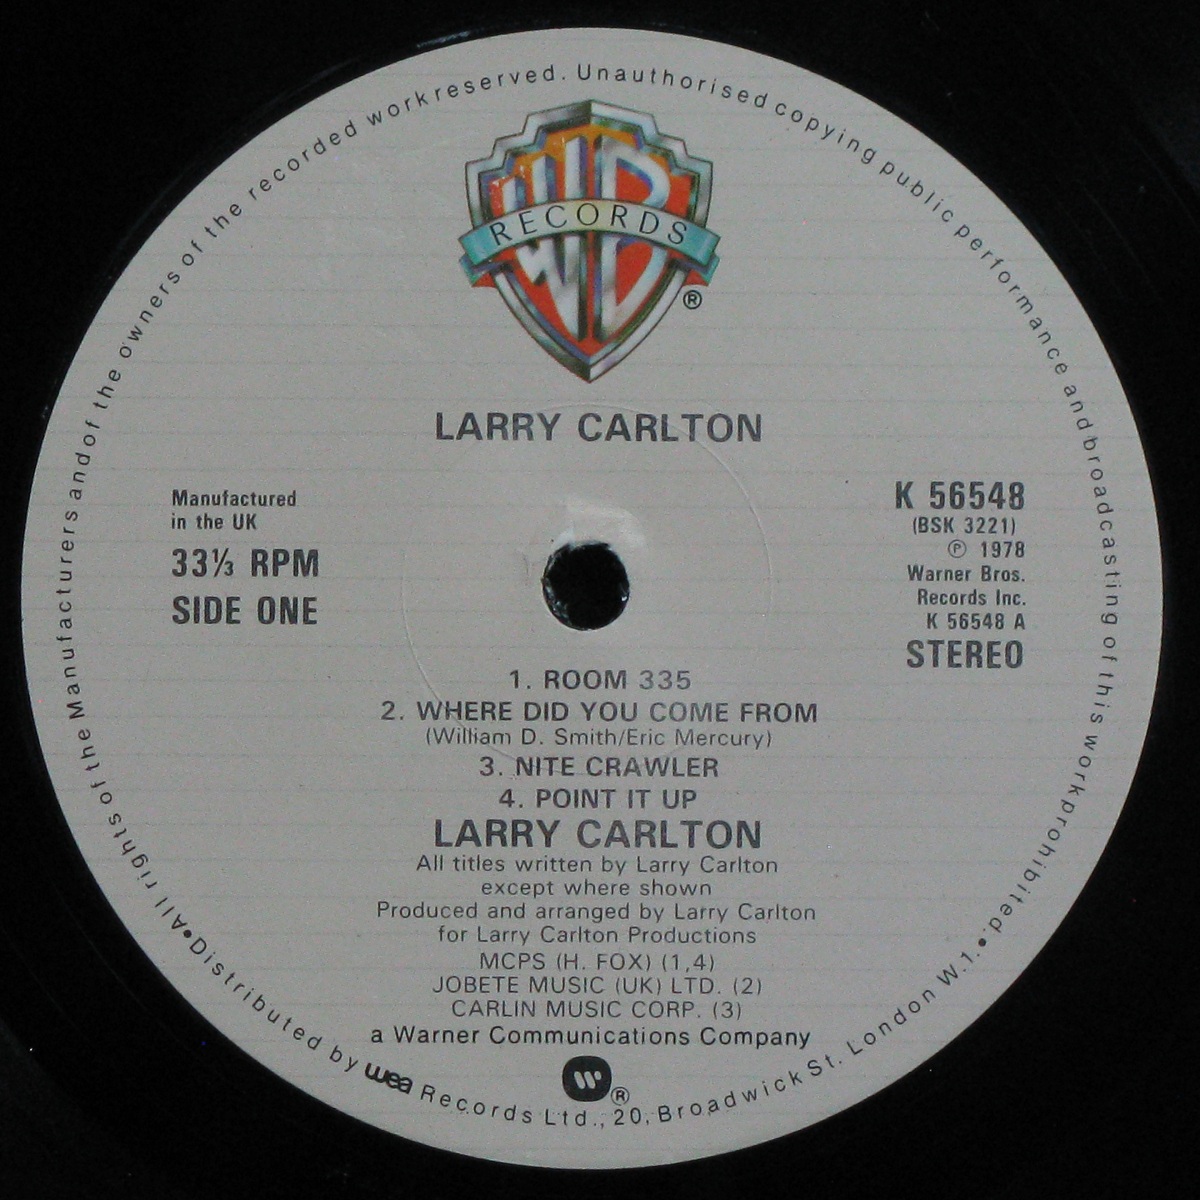 All rights of the Manufacturers and of the owners of the recorded work reserved. Unauthorised copying public performance and broadcasting of this work prohibited.
WB
RECORDS
®
LARRY CARLTON
Manufactured
in the UK
33⅓ RPM
SIDE ONE
K 56548
(BSK 3221)
℗ 1978
Warner Bros.
Records Inc.
K 56548 A
STEREO
1. ROOM 335
2. WHERE DID YOU COME FROM
(William D. Smith/Eric Mercury)
3. NITE CRAWLER
4. POINT IT UP
LARRY CARLTON
All titles written by Larry Carlton
except where shown
Produced and arranged by Larry Carlton
for Larry Carlton Productions
MCPS (H. FOX) (1,4)
JOBETE MUSIC (UK) LTD. (2)
CARLIN MUSIC CORP. (3)
a Warner Communications Company
W ®
•Distributed by wea Records Ltd., 20, Broadwick St. London W.1.•